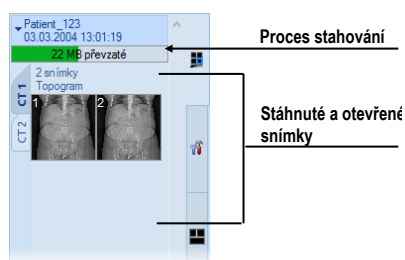 Patient_123
03.03.2004 13:01:19
22 MB převzaté
CT 1
CT 2
2 snímky
Topogram
1
2
Proces stahování
Stáhnuté a otevřené
snímky